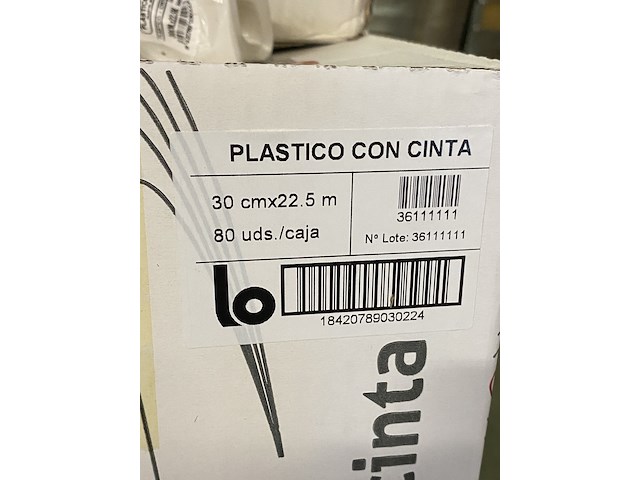 PLASTICO CON CINTA
30 cmx22.5 m
80 uds./caja
36111111
Nº Lote: 36111111
lo
18420789030224
cinta